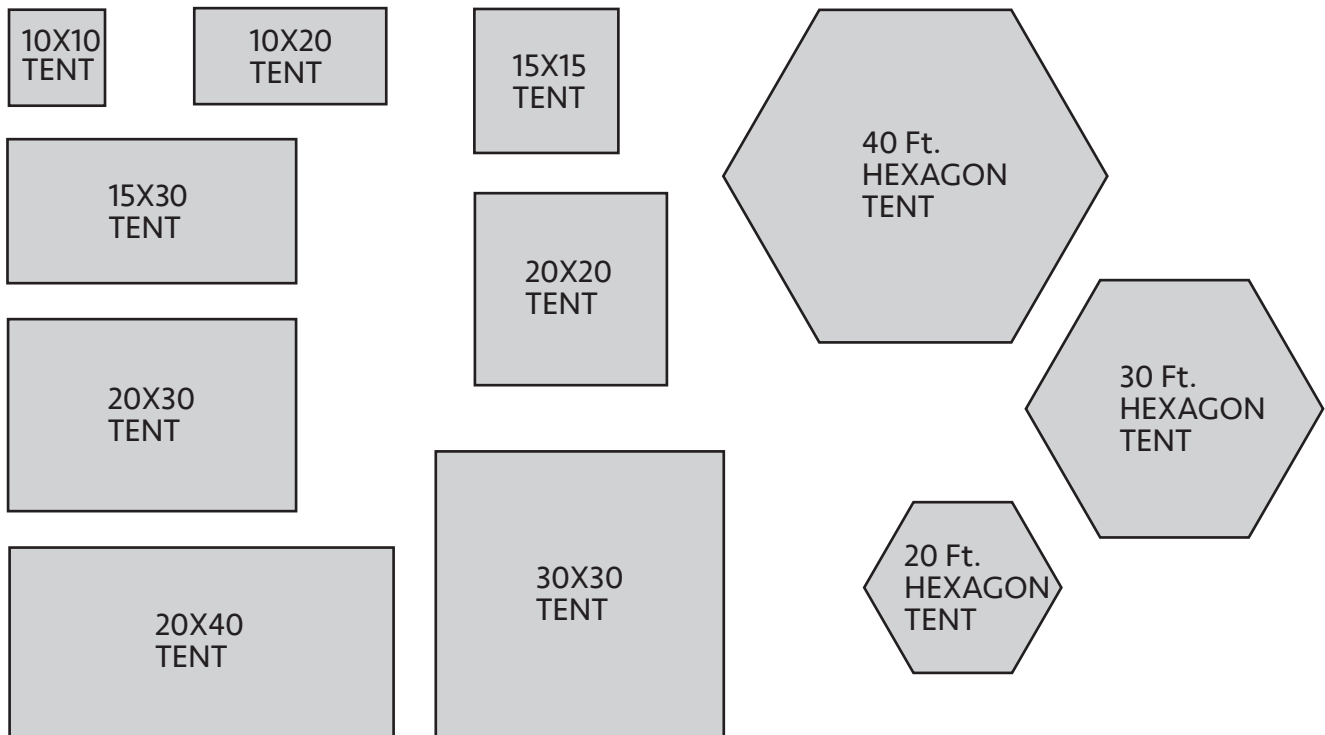 10X10
TENT
10X20
TENT
15X15
TENT
40 Ft.
HEXAGON
TENT
15X30
TENT
20X20
TENT
30 Ft.
HEXAGON
TENT
20X30
TENT
20 Ft.
HEXAGON
TENT
30X30
TENT
20X40
TENT